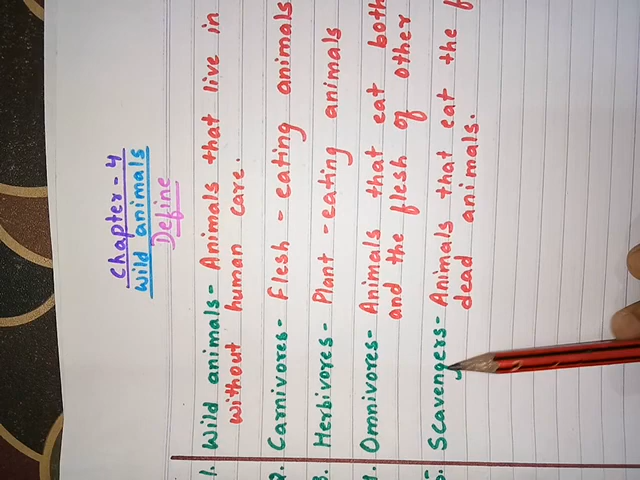 Chapter - 4
Wild animals
Define
1. Wild animals- Animals that live in
without human care.
2. Carnivores- Flesh - eating animals
3. Herbivores- Plant - eating animals
4. Omnivores- Animals that eat both
and the flesh of other
5. Scavengers- Animals that eat the
dead animals.